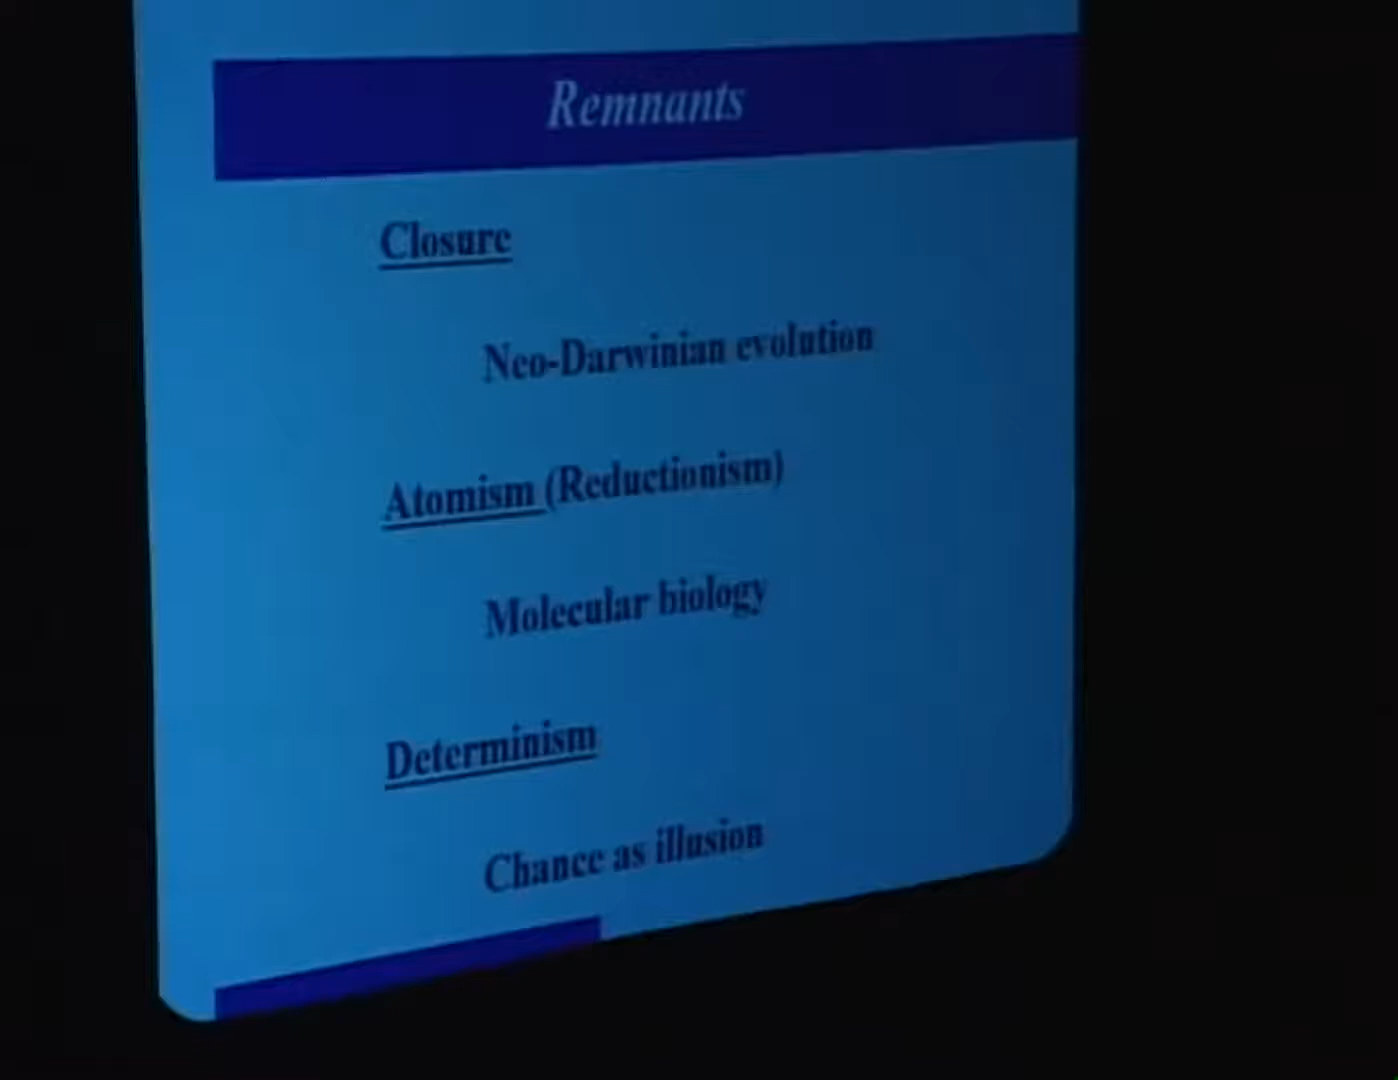 Remnants
Closure
Neo-Darwinian evolution
Atomism (Reductionism)
Molecular biology
Determinism
Chance as illusion